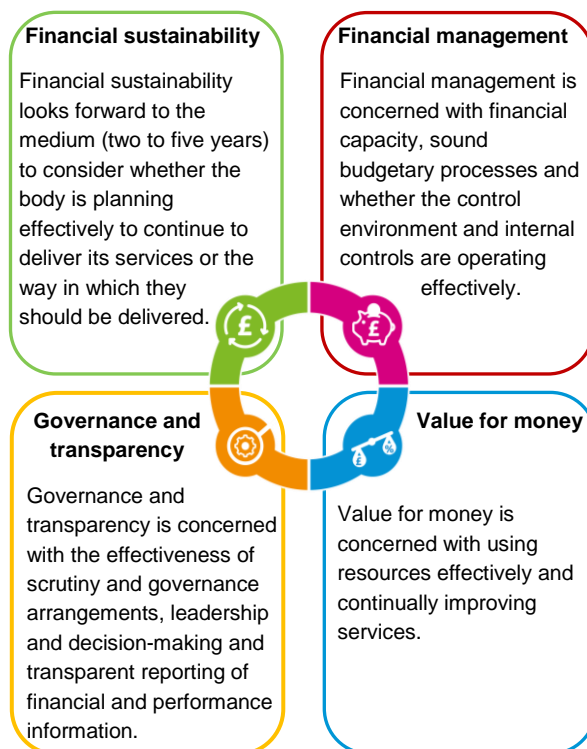 Financial sustainability
Financial sustainability
looks forward to the
medium (two to five years)
to consider whether the
body is planning
effectively to continue to
deliver its services or the
way in which they
should be delivered.
£
Financial management
Financial management is
concerned with financial
capacity, sound
budgetary processes and
whether the control
environment and internal
controls are operating
effectively.
£
Governance and
transparency
Governance and
transparency is concerned
with the effectiveness of
scrutiny and governance
arrangements, leadership
and decision-making and
transparent reporting of
financial and performance
information.
Value for money
£ %
Value for money is
concerned with using
resources effectively and
continually improving
services.